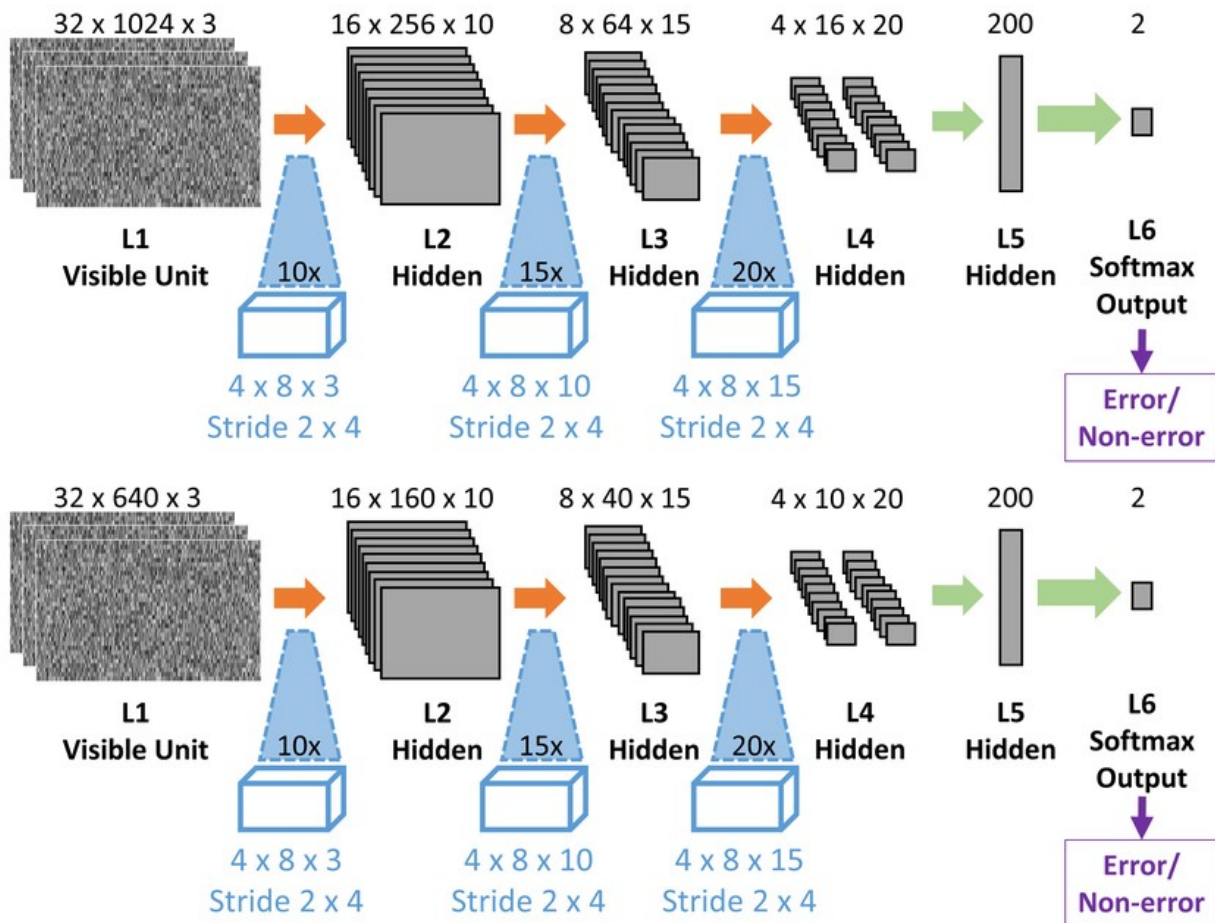 32 x 1024 x 3
16 x 256 x 10
8 x 64 x 15
4 x 16 x 20
200
2
L1
Visible Unit
10x
L2
Hidden
15x
L3
Hidden
20x
L4
Hidden
L5
Hidden
L6
Softmax
Output
4 x 8 x 3
Stride 2 x 4
4 x 8 x 10
Stride 2 x 4
4 x 8 x 15
Stride 2 x 4
Error/
Non-error
32 x 640 x 3
16 x 160 x 10
8 x 40 x 15
4 x 10 x 20
200
2
L1
Visible Unit
10x
L2
Hidden
15x
L3
Hidden
20x
L4
Hidden
L5
Hidden
L6
Softmax
Output
4 x 8 x 3
Stride 2 x 4
4 x 8 x 10
Stride 2 x 4
4 x 8 x 15
Stride 2 x 4
Error/
Non-error